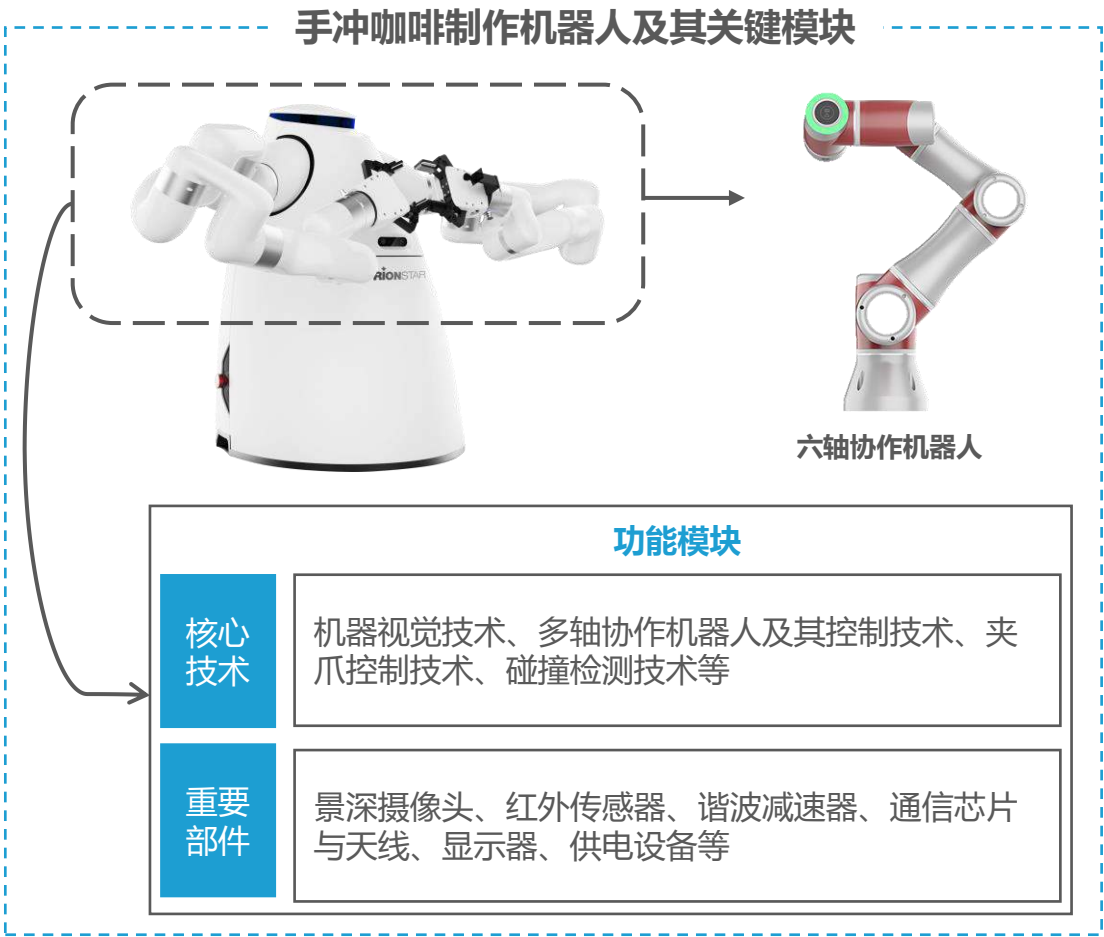 手冲咖啡制作机器人及其关键模块
RIONSTAR
六轴协作机器人
功能模块
核心
技术
机器视觉技术、多轴协作机器人及其控制技术、夹
爪控制技术、碰撞检测技术等
重要
部件
景深摄像头、红外传感器、谐波减速器、通信芯片
与天线、显示器、供电设备等